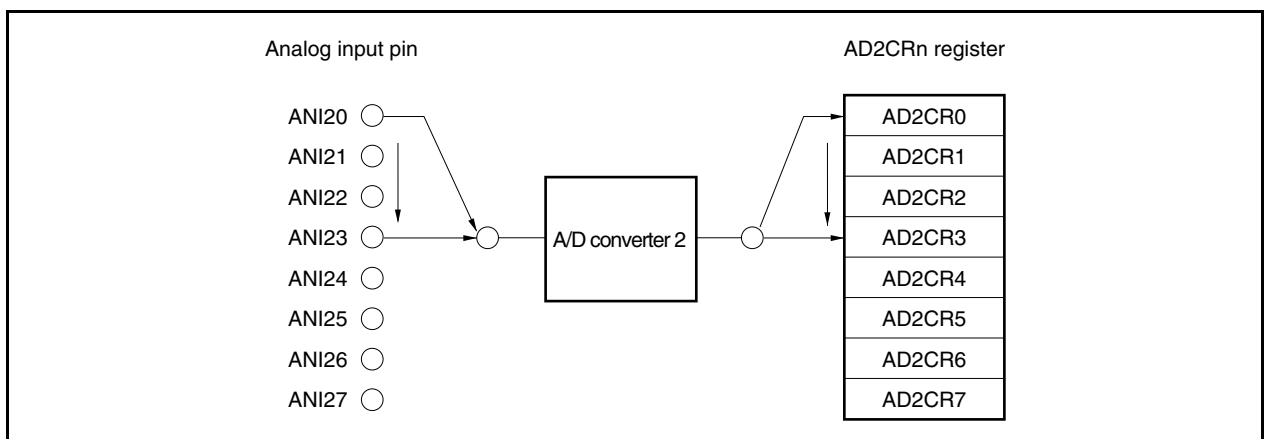 Analog input pin
AD2CRn register
ANI20
ANI21
ANI22
ANI23
ANI24
ANI25
ANI26
ANI27
A/D converter 2
AD2CR0
AD2CR1
AD2CR2
AD2CR3
AD2CR4
AD2CR5
AD2CR6
AD2CR7